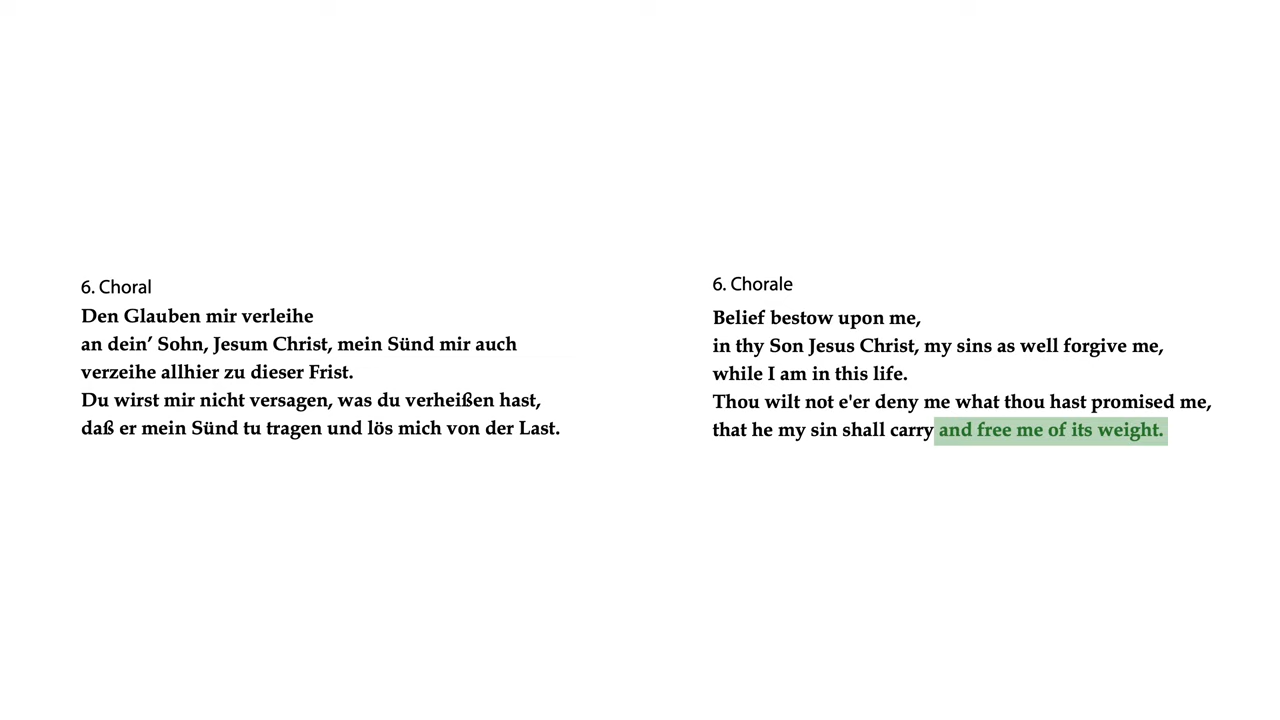 6. Choral
Den Glauben mir verleihe
an dein’ Sohn, Jesum Christ, mein Sünd mir auch
verzeihe allhier zu dieser Frist.
Du wirst mir nicht versagen, was du verheißen hast,
daß er mein Sünd tu tragen und lös mich von der Last.
6. Chorale
Belief bestow upon me,
in thy Son Jesus Christ, my sins as well forgive me,
while I am in this life.
Thou wilt not e'er deny me what thou hast promised me,
that he my sin shall carry and free me of its weight.